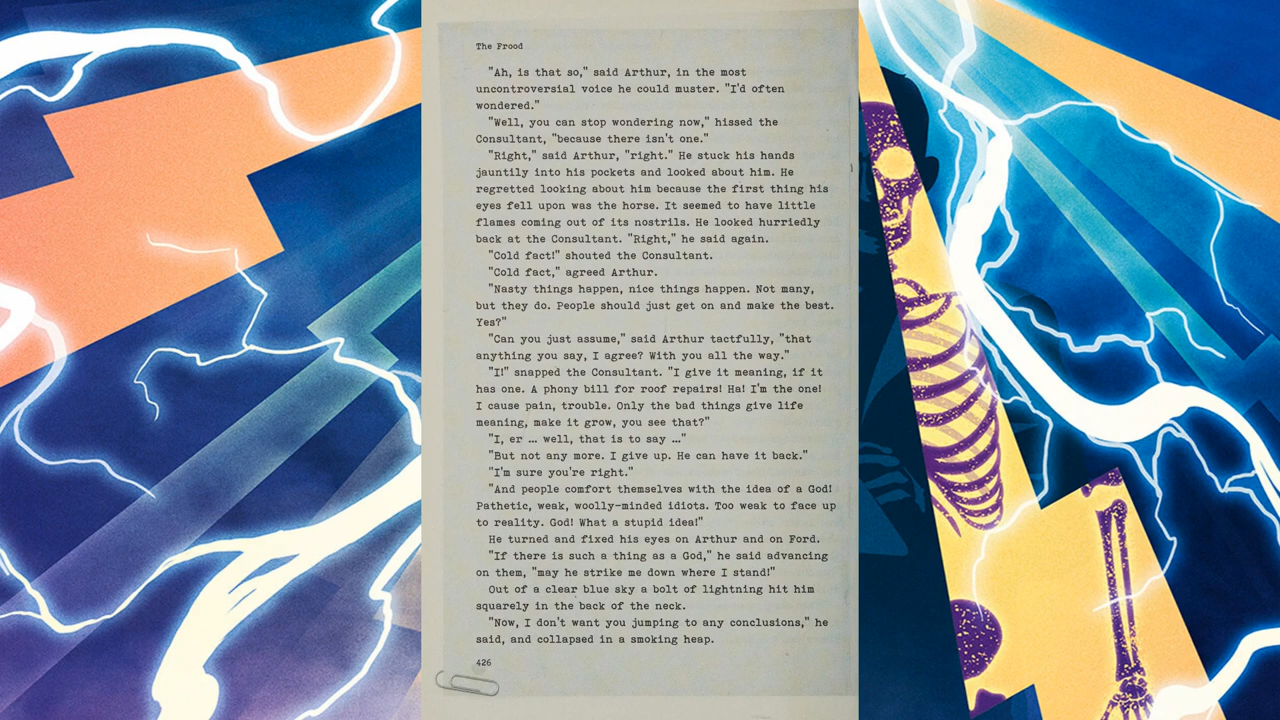 The Frood
"Ah, is that so," said Arthur, in the most
uncontroversial voice he could muster. "I'd often
wondered."
"Well, you can stop wondering now," hissed the
Consultant, "because there isn't one."
"Right," said Arthur, "right." He stuck his hands
jauntily into his pockets and looked about him. He
regretted looking about him because the first thing his
eyes fell upon was the horse. It seemed to have little
flames coming out of its nostrils. He looked hurriedly
back at the Consultant. "Right," he said again.
"Cold fact!" shouted the Consultant.
"Cold fact," agreed Arthur.
"Nasty things happen, nice things happen. Not many,
but they do. People should just get on and make the best.
Yes?"
"Can you just assume," said Arthur tactfully, "that
anything you say, I agree? With you all the way."
"I!" snapped the Consultant. "I give it meaning, if it
has one. A phony bill for roof repairs! Ha! I'm the one!
I cause pain, trouble. Only the bad things give life
meaning, make it grow, you see that?"
"I, er … well, that is to say …"
"But not any more. I give up. He can have it back."
"I'm sure you're right."
"And people comfort themselves with the idea of a God!
Pathetic, weak, woolly-minded idiots. Too weak to face up
to reality. God! What a stupid idea!"
He turned and fixed his eyes on Arthur and on Ford.
"If there is such a thing as a God," he said advancing
on them, "may he strike me down where I stand!"
Out of a clear blue sky a bolt of lightning hit him
squarely in the back of the neck.
"Now, I don't want you jumping to any conclusions," he
said, and collapsed in a smoking heap.
426